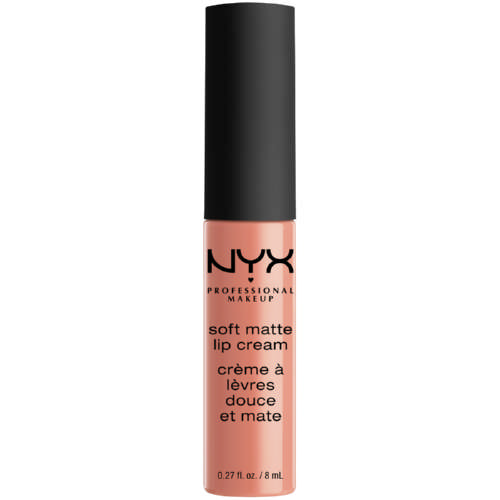 NYX
PROFESSIONAL
MAKEUP
soft matte
lip cream
crème à
lèvres
douce
et mate
0.27 fl. oz. / 8 mL